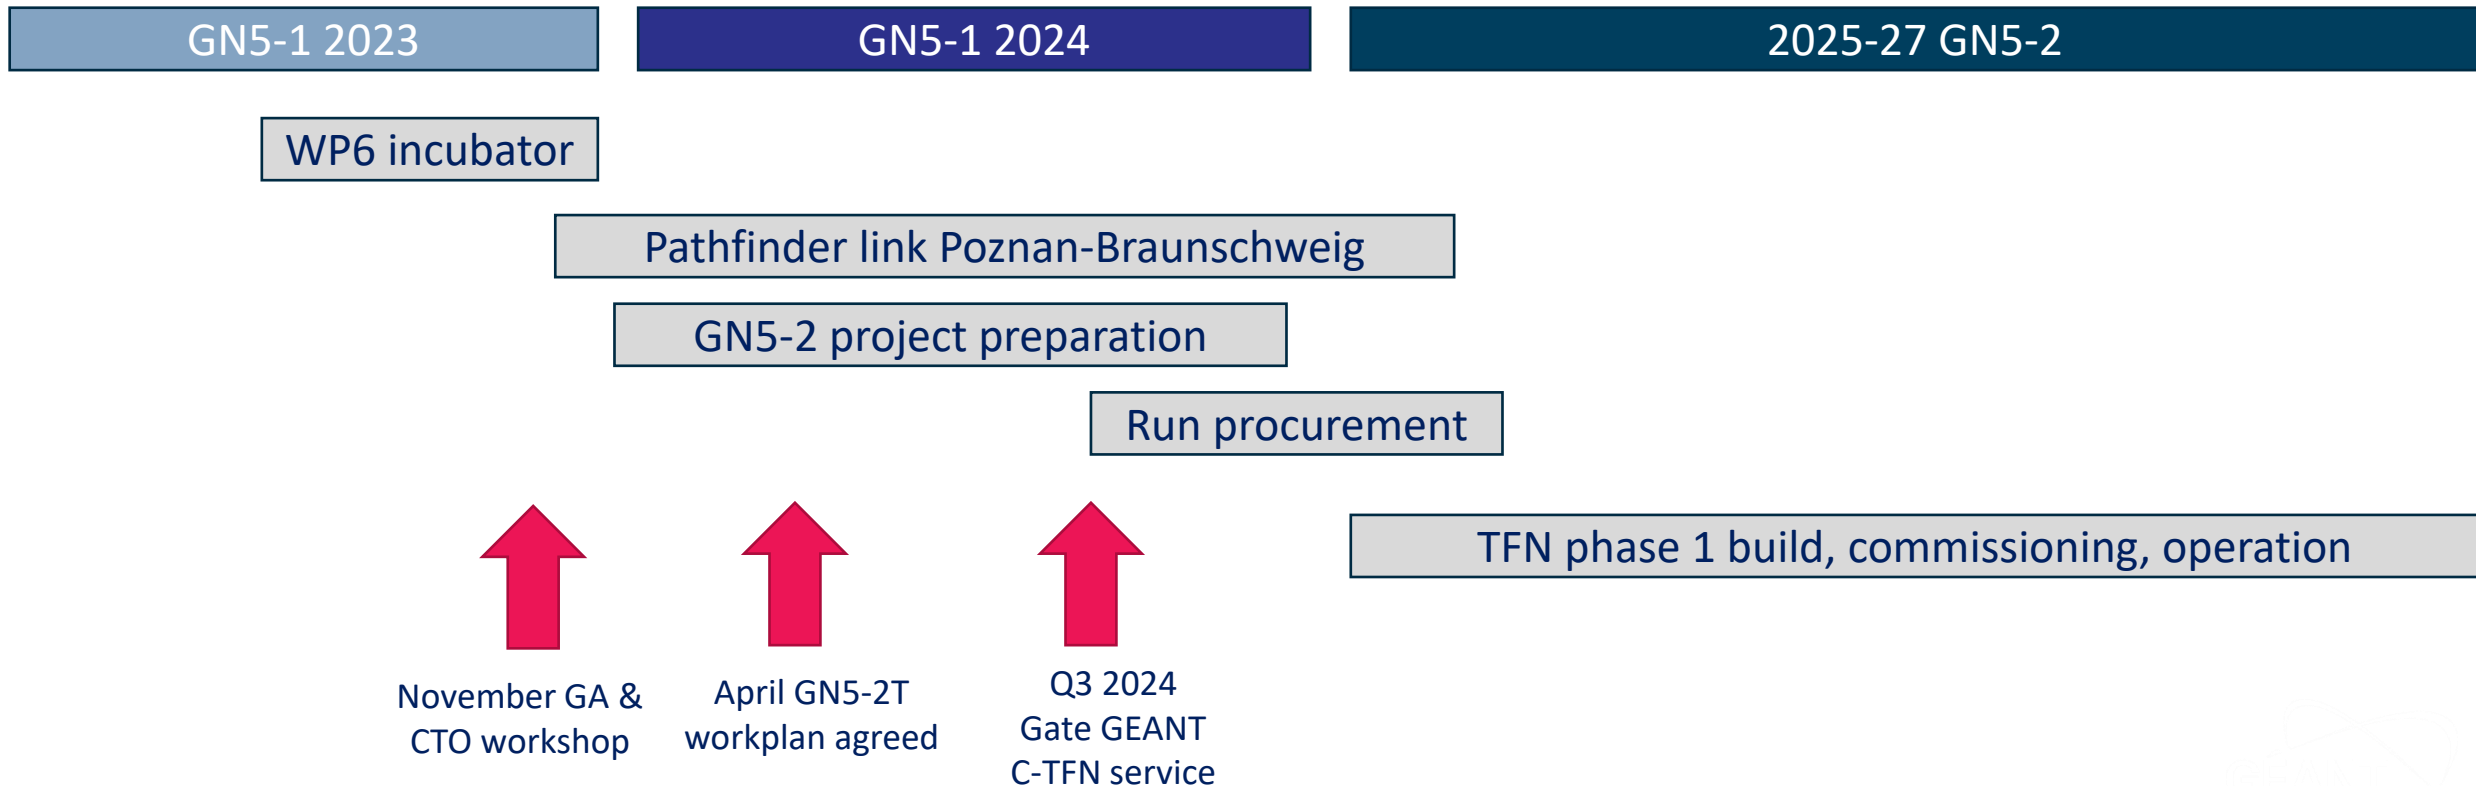 GN5-1 2023
GN5-1 2024
2025-27 GN5-2
WP6 incubator
Pathfinder link Poznan-Braunschweig
GN5-2 project preparation
Run procurement
TFN phase 1 build, commissioning, operation
November GA &
CTO workshop
April GN5-2T
workplan agreed
Q3 2024
Gate GEANT
C-TFN service